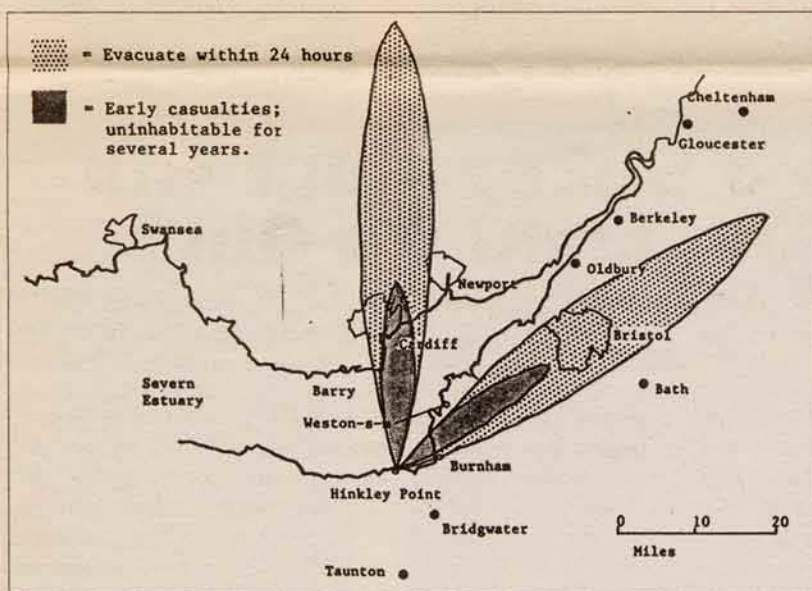 = Evacuate within 24 hours
= Early casualties;
uninhabitable for
several years.
Cheltenham
Gloucester
Swansea
Berkeley
Newport
Oldbury
Cardiff
Bristol
Barry
Severn
Estuary
Bath
Weston-s-m
Burnham
Hinkley Point
Bridgwater
0 10 20
Miles
Taunton